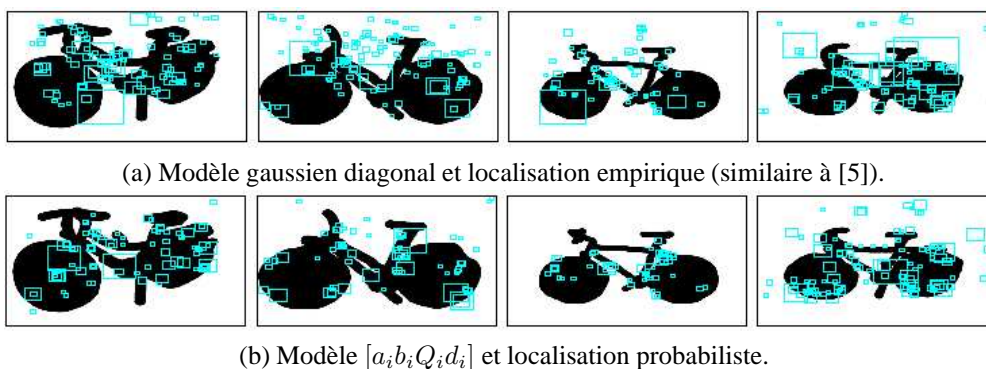 (a) Modèle gaussien diagonal et localisation empirique (similaire à [5]).
(b) Modèle [a_i b_i Q_i d_i] et localisation probabiliste.